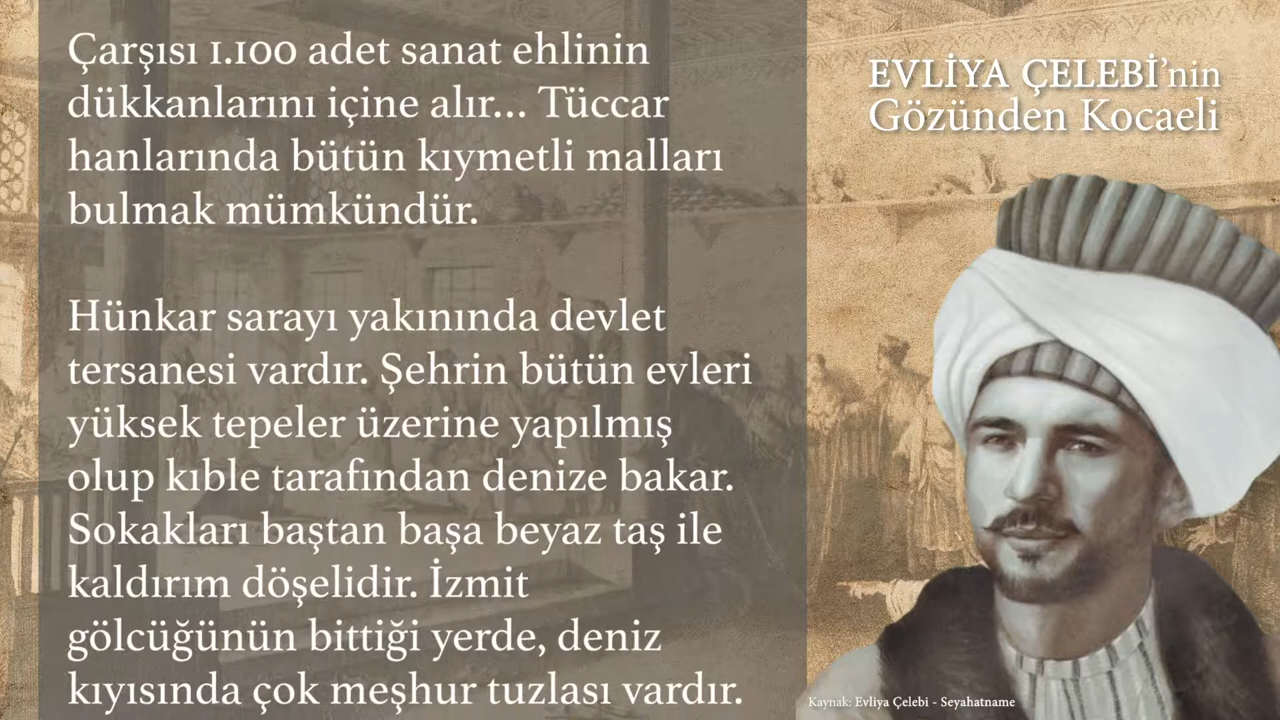 Çarşısı 1.100 adet sanat ehlinin
dükkanlarını içine alır... Tüccar
hanlarında bütün kıymetli malları
bulmak mümkündür.
Hünkar sarayı yakınında devlet
tersanesi vardır. Şehrin bütün evleri
yüksek tepeler üzerine yapılmış
olup kıble tarafından denize bakar.
Sokakları baştan başa beyaz taş ile
kaldırım döşelidir. İzmit
gölcüğünün bittiği yerde, deniz
kıyısında çok meşhur tuzlası vardır.
EVLİYA ÇELEBİ’nin
Gözünden Kocaeli
Kaynak: Evliya Çelebi - Seyahatname